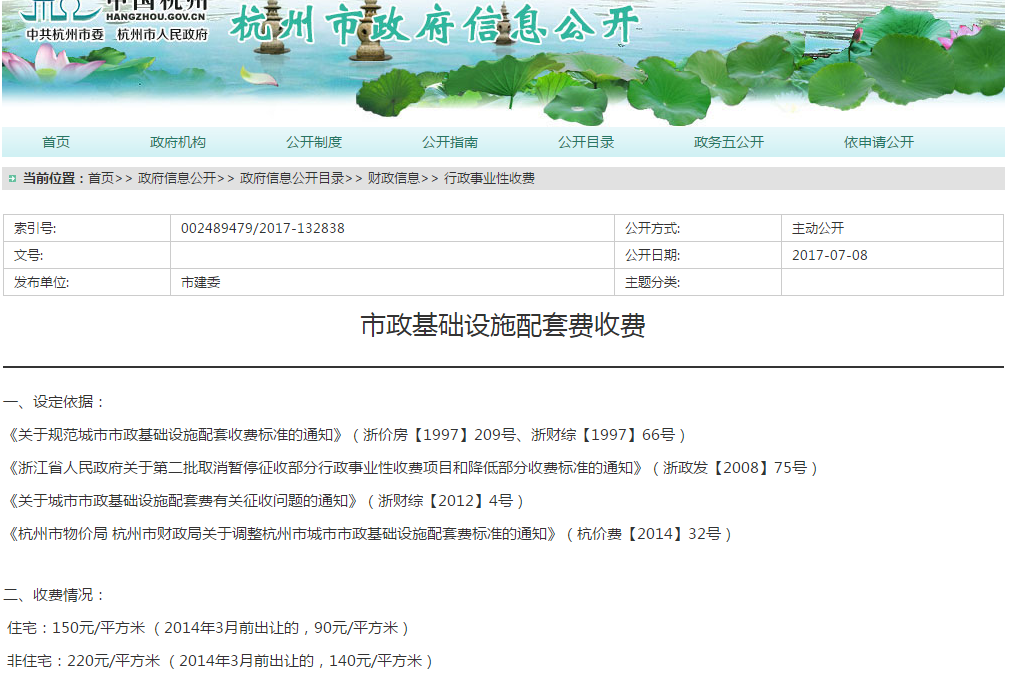 中国杭州
HANGZHOU.GOV.CN
中共杭州市委 杭州市人民政府
杭州市政府信息公开
首页 政府机构 公开制度 公开指南 公开目录 政务五公开 依申请公开
当前位置：首页>> 政府信息公开>> 政府信息公开目录>> 财政信息>> 行政事业性收费
索引号: 002489479/2017-132838 公开方式: 主动公开
文号: 公开日期: 2017-07-08
发布单位: 市建委 主题分类:
市政基础设施配套费收费
一、设定依据：
《关于规范城市市政基础设施配套收费标准的通知》（浙价房【1997】209号、浙财综【1997】66号）
《浙江省人民政府关于第二批取消暂停征收部分行政事业性收费项目和降低部分收费标准的通知》（浙政发【2008】75号）
《关于城市市政基础设施配套费有关征收问题的通知》（浙财综【2012】4号）
《杭州市物价局 杭州市财政局关于调整杭州市城市市政基础设施配套费标准的通知》（杭价费【2014】32号）
二、收费情况：
住宅：150元/平方米（2014年3月前出让的，90元/平方米）
非住宅：220元/平方米（2014年3月前出让的，140元/平方米）